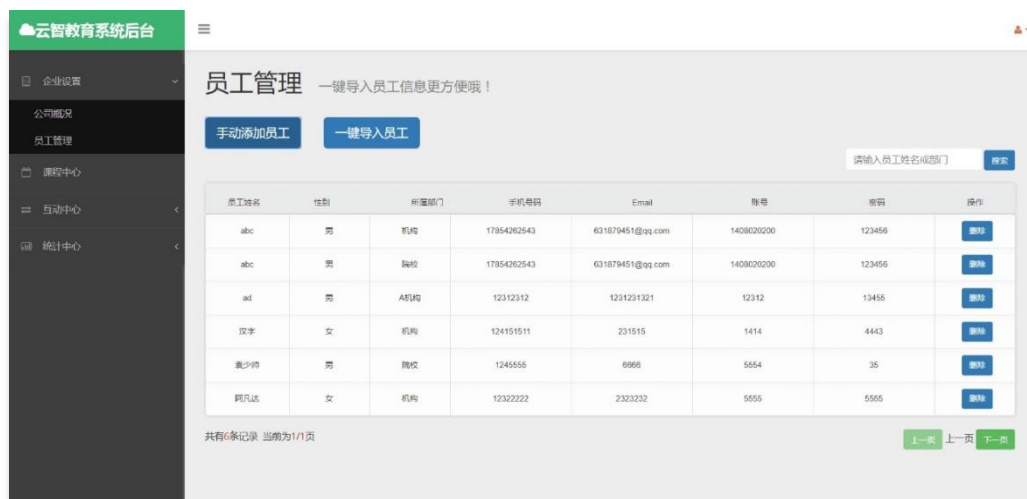 云智教育系统后台
企业设置
公司概况
员工管理
课程中心
互动中心
统计中心
员工管理 一键导入员工信息更方便哦！
手动添加员工 一键导入员工
请输入员工姓名或部门 搜索
员工姓名 性别 所属部门 手机号码 Email 账号 密码 操作
abc 男 机构 17854262543 631879451@qq.com 1408020200 123456 删除
abc 男 院校 17854262543 631879451@qq.com 1408020200 123456 删除
ad 男 A机构 12312312 1231231321 12312 13455 删除
汉字 女 机构 124151511 231515 1414 4443 删除
袁少帅 男 院校 1245555 6666 5554 35 删除
阿凡达 女 机构 12322222 2323232 5555 5555 删除
共有6条记录 当前为1/1页
上一页 上一页 下一页